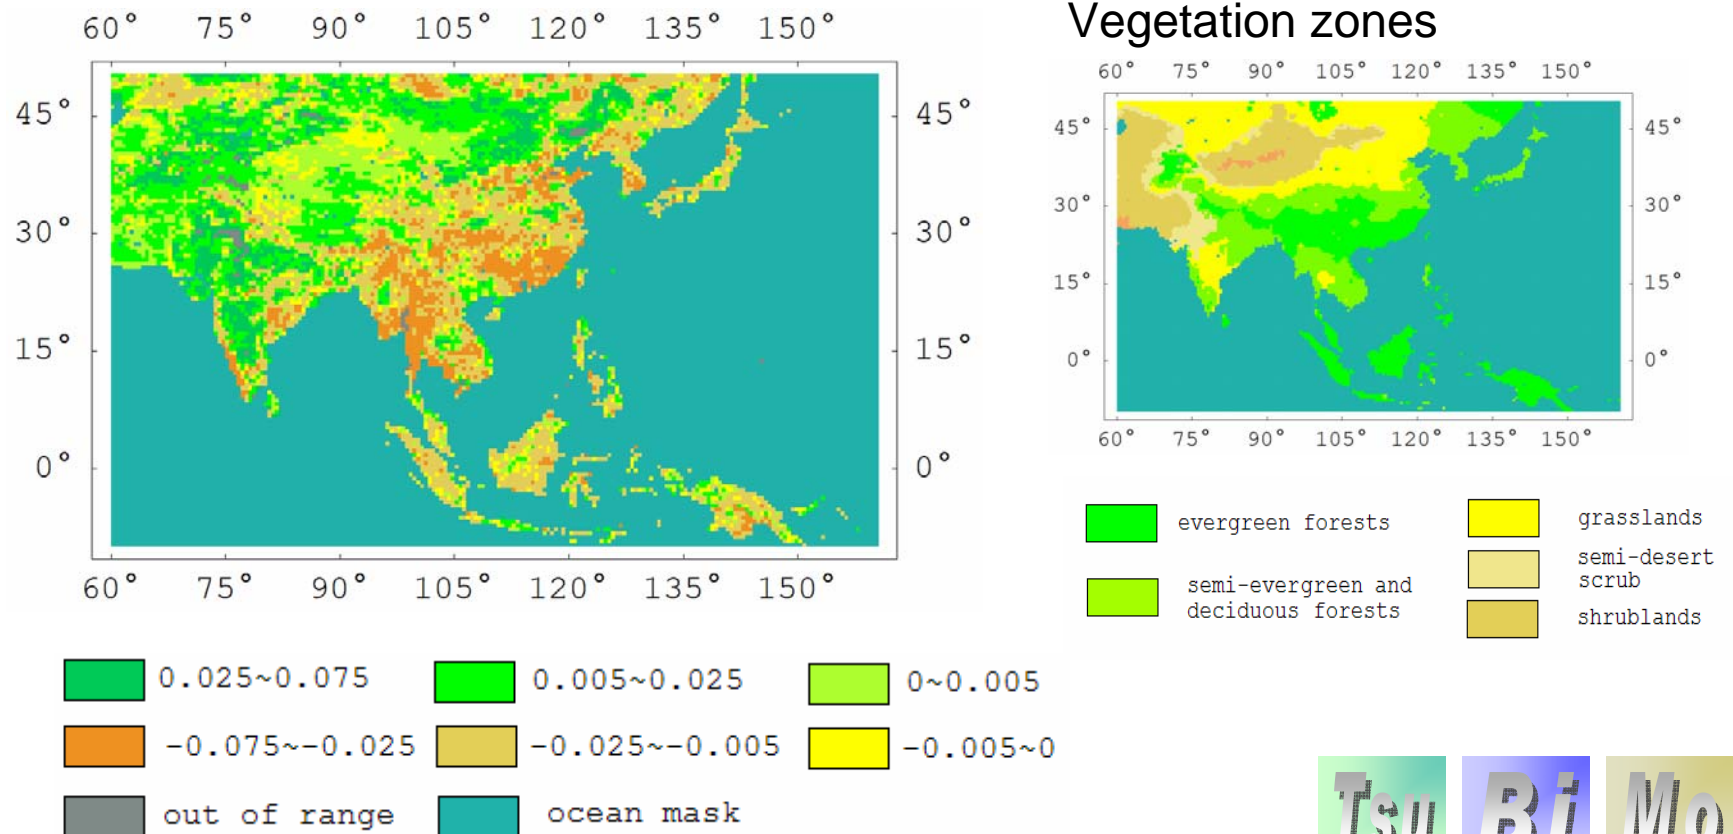 Vegetation zones
60° 75° 90° 105° 120° 135° 150°
45° 45°
30° 30°
15° 15°
0° 0°
60° 75° 90° 105° 120° 135° 150°
0.025~0.075 0.005~0.025 0~0.005
-0.075~-0.025 -0.025~-0.005 -0.005~0
out of range ocean mask
60° 75° 90° 105° 120° 135° 150°
45° 45°
30° 30°
15° 15°
0° 0°
60° 75° 90° 105° 120° 135° 150°
evergreen forests
semi-evergreen and
deciduous forests
grasslands
semi-desert
scrub
shrublands
Tsu Bi Mo